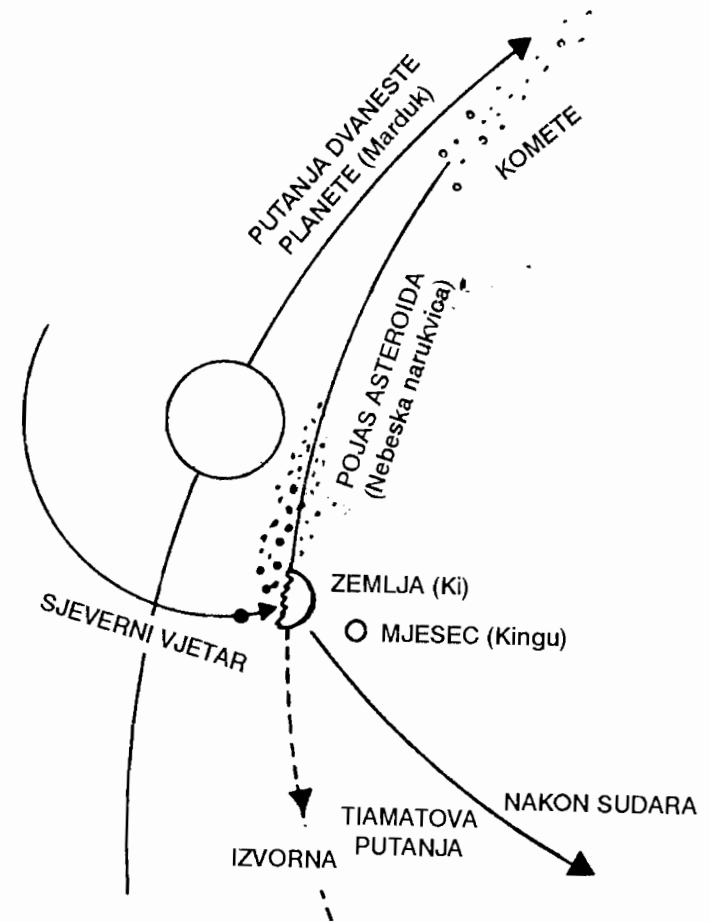 PUTANJA DVANESTE
PLANETE (Marduk)
KOMETE
POJAS ASTEROIDA
(Nebeska narukvica)
ZEMLJA (Ki)
MJESEC (Kingu)
SJEVERNI VJETAR
NAKON SUDARA
TIAMATOVA
PUTANJA
IZVORNA